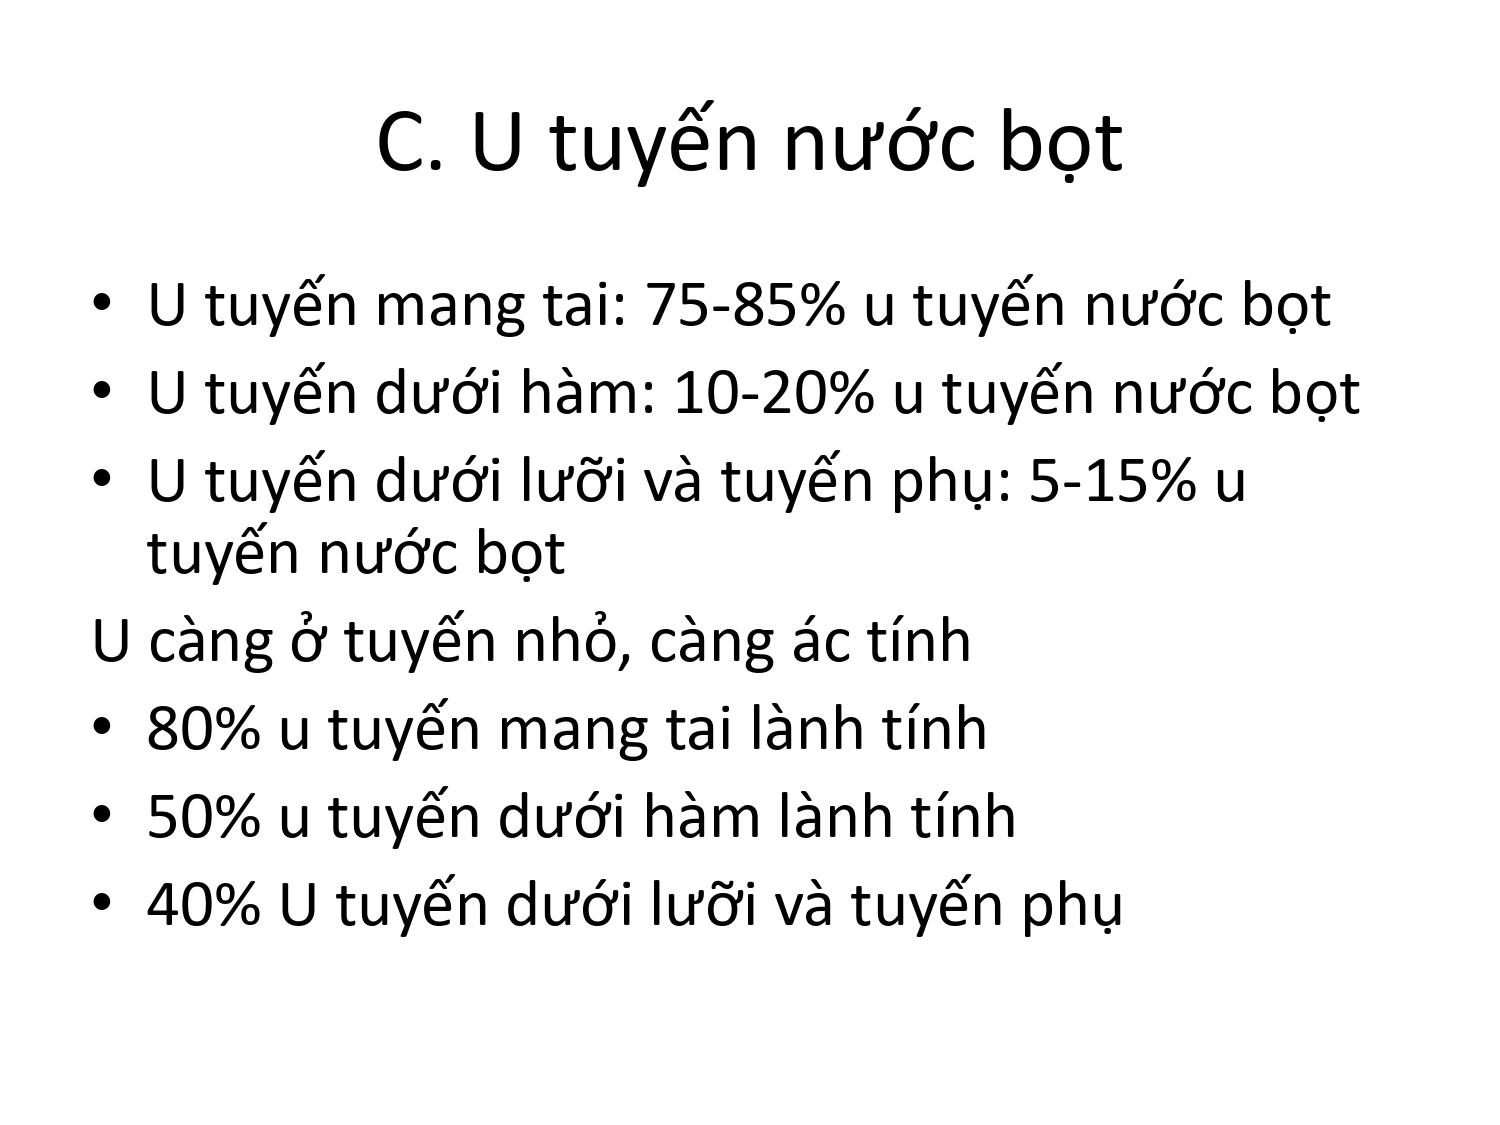 C. U tuyến nước bọt
• U tuyến mang tai: 75-85% u tuyến nước bọt
• U tuyến dưới hàm: 10-20% u tuyến nước bọt
• U tuyến dưới lưỡi và tuyến phụ: 5-15% u
tuyến nước bọt
U càng ở tuyến nhỏ, càng ác tính
• 80% u tuyến mang tai lành tính
• 50% u tuyến dưới hàm lành tính
• 40% U tuyến dưới lưỡi và tuyến phụ